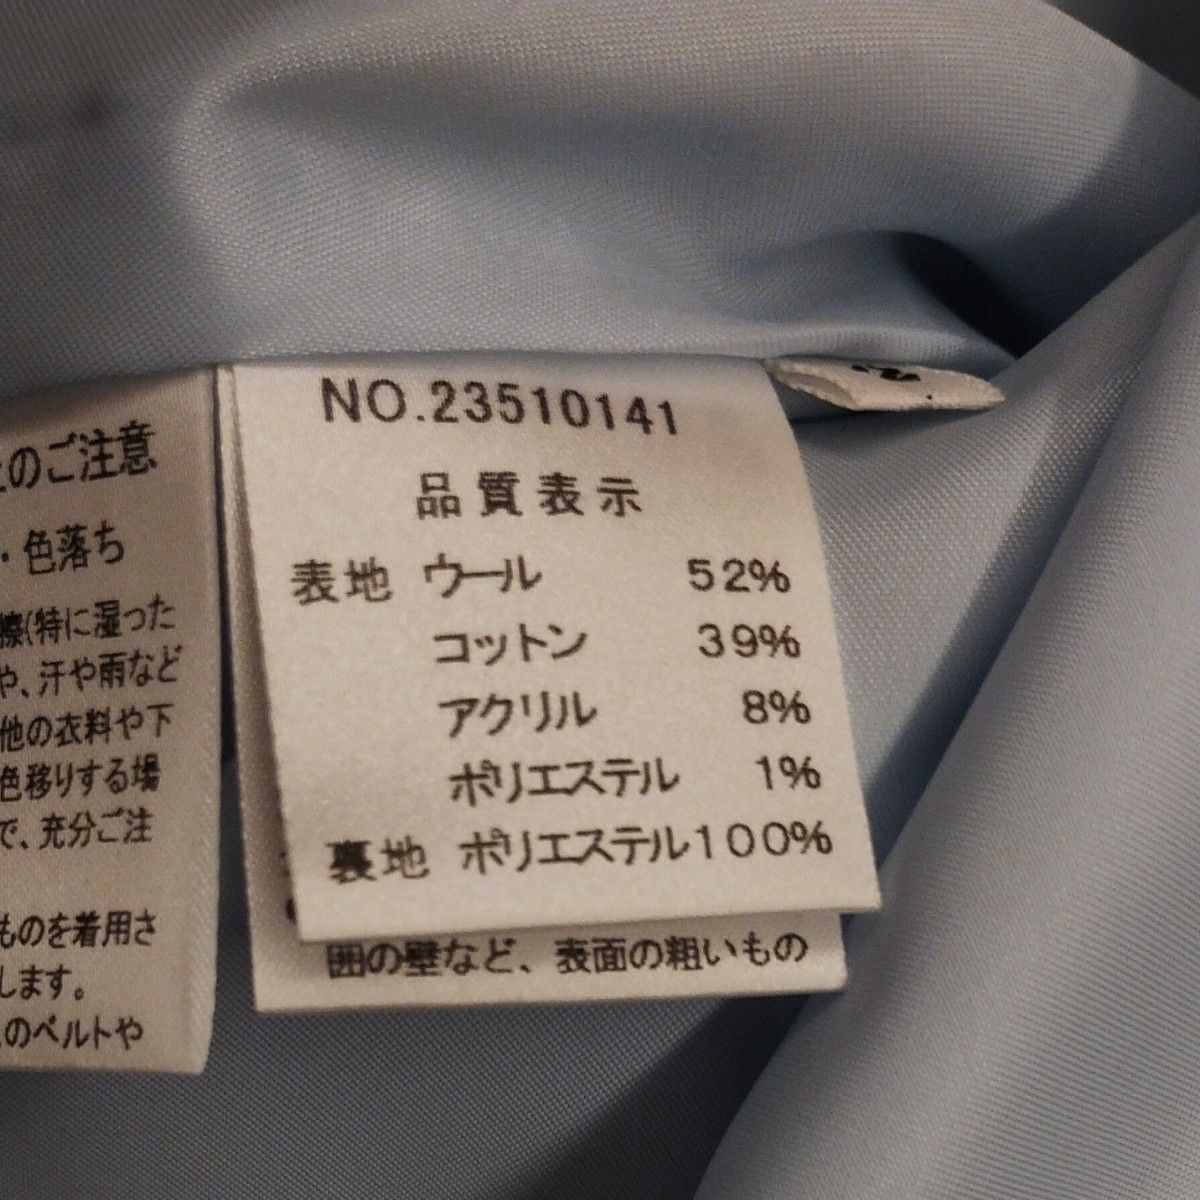 NO.23510141
品質表示
表地 ウール 52%
コットン 39%
アクリル 8%
ポリエステル 1%
裏地 ポリエステル100%
囲の壁など、表面の粗いもの
のご注意
・色落ち
擦(特に湿った
や、汗や雨など
他の衣料や下
色移りする場
で、充分ご注
ものを着用さ
します。
のベルトや